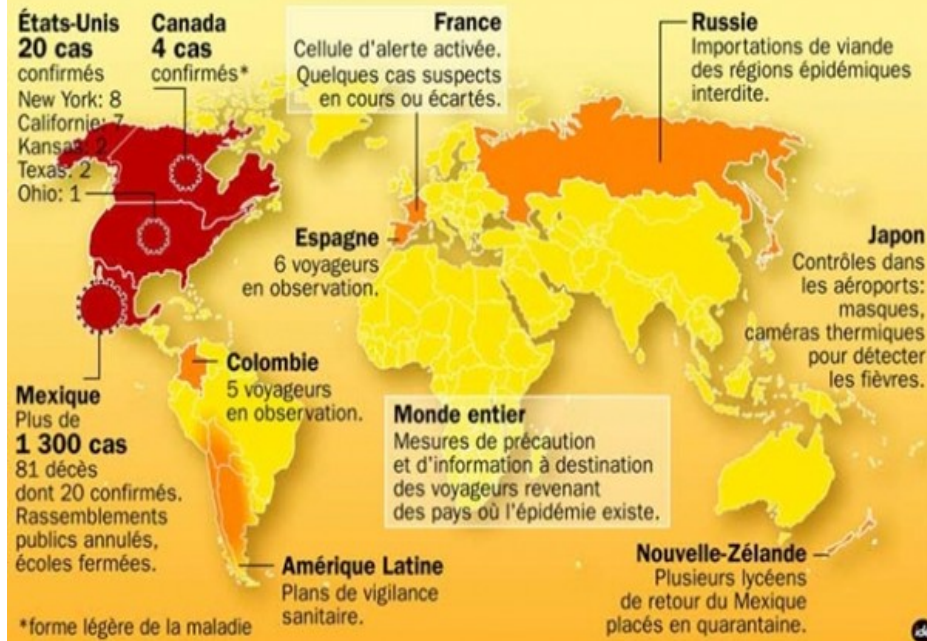 États-Unis
20 cas
confirmés
New York: 8
Californie: 7
Kansas: 2
Texas: 2
Ohio: 1
Canada
4 cas
confirmés*
France
Cellule d'alerte activée.
Quelques cas suspects
en cours ou écartés.
Russie
Importations de viande
des régions épidémiques
interdite.
Espagne
6 voyageurs
en observation.
Japon
Contrôles dans
les aéroports:
masques,
caméras thermiques
pour détecter
les fièvres.
Colombie
5 voyageurs
en observation.
Mexique
Plus de
1 300 cas
81 décès
dont 20 confirmés.
Rassemblements
publics annulés,
écoles fermées.
Monde entier
Mesures de précaution
et d'information à destination
des voyageurs revenant
des pays où l'épidémie existe.
Amérique Latine
Plans de vigilance
sanitaire.
Nouvelle-Zélande
Plusieurs lycéens
de retour du Mexique
placés en quarantaine.
*forme légère de la maladie